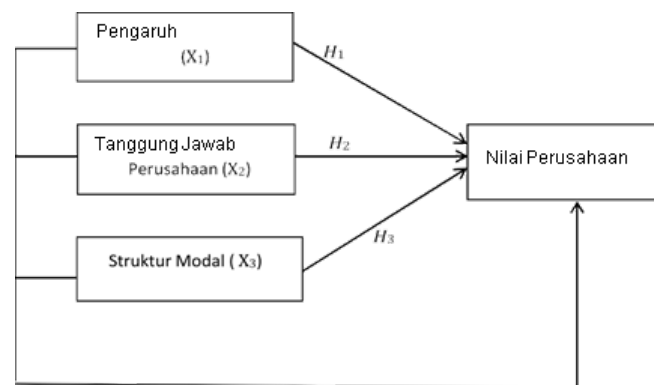 Pengaruh
(X₁)
H₁
Tanggung Jawab
Perusahaan (X₂)
H₂
Nilai Perusahaan
Struktur Modal ( X₃)
H₃